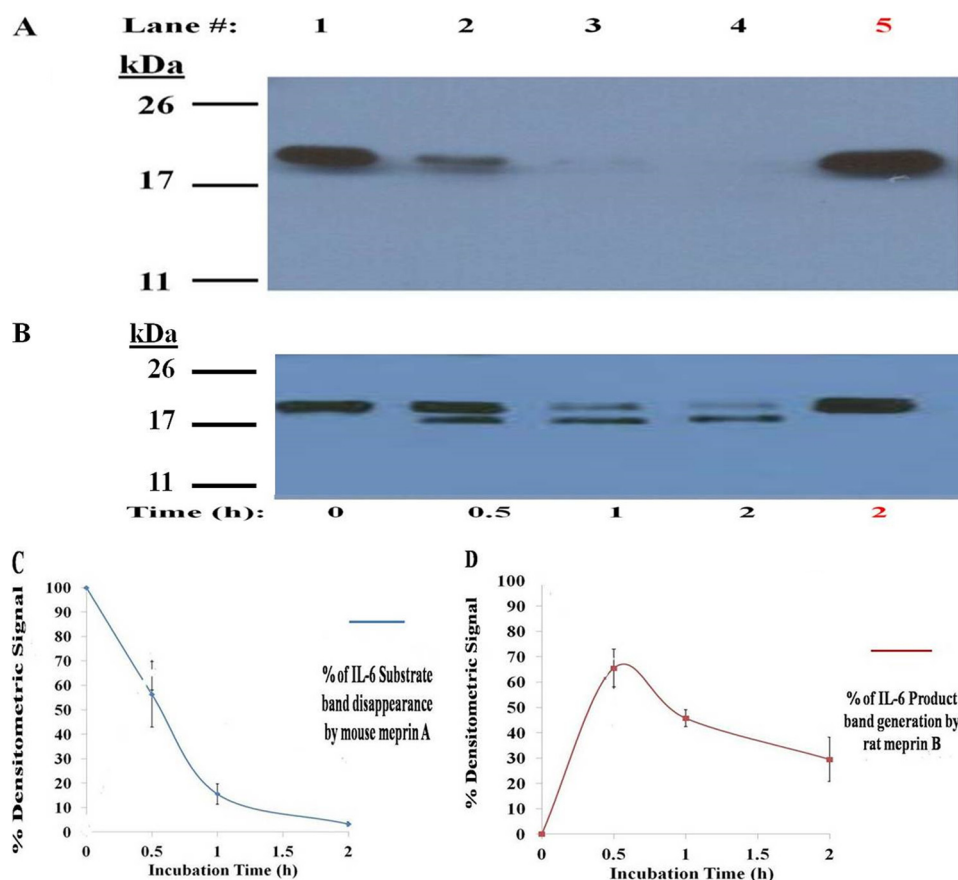 A Lane #: 1 2 3 4 5
kDa
26
17
11
B kDa
26
17
11
Time (h): 0 0.5 1 2 2
C
% Densitometric Signal
100
90
80
70
60
50
40
30
20
10
0
0 0.5 1 2
Incubation Time (h)
% of IL-6 Substrate
band disappearance
by mouse meprin A
D
% Densitometric Signal
100
90
80
70
60
50
40
30
20
10
0
0 0.5 1 2
Incubation Time (h)
% of IL-6 Product
band generation by
rat meprin B